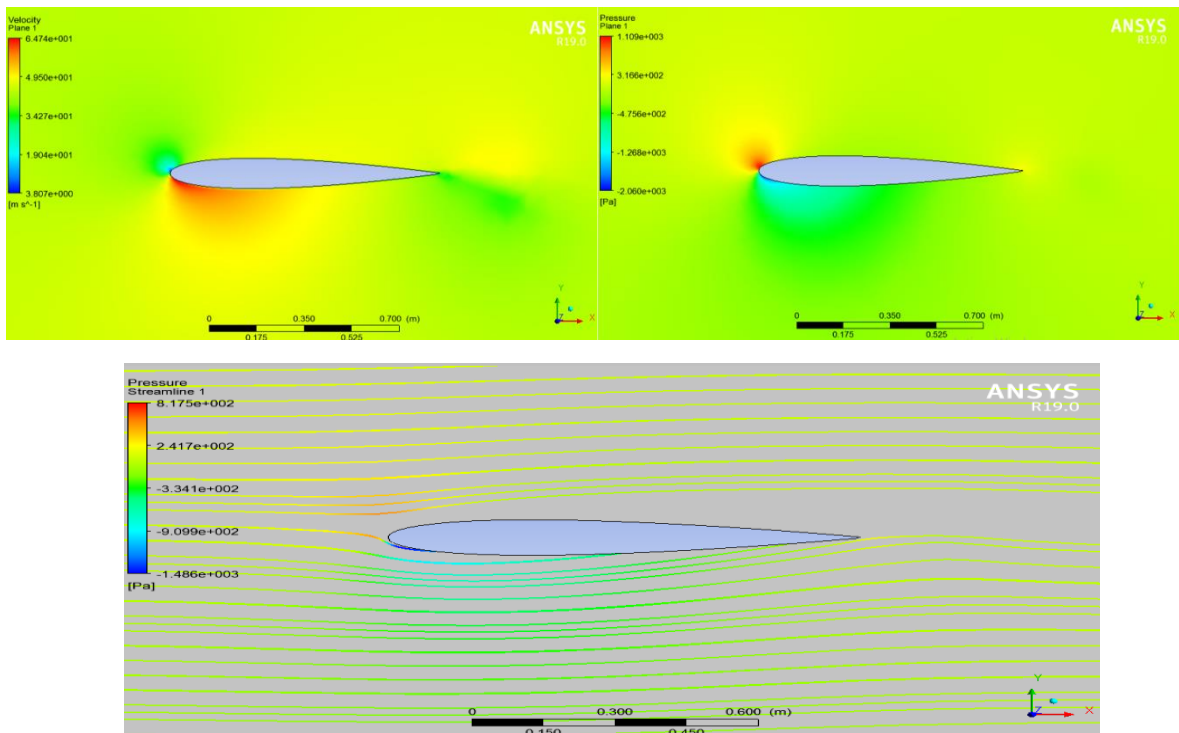 Velocity
Plane 1
6.474e+001
4.950e+001
3.427e+001
1.904e+001
3.807e+000
[m s^-1]
ANSYS
R19.0
0 0.350 0.700 (m)
0.175 0.525
Y
Z X
Pressure
Plane 1
1.109e+003
3.166e+002
-4.756e+002
-1.268e+003
-2.060e+003
[Pa]
ANSYS
R19.0
0 0.350 0.700 (m)
0.175 0.525
Y
Z X
Pressure
Streamline 1
8.175e+002
2.417e+002
-3.341e+002
-9.099e+002
-1.486e+003
[Pa]
ANSYS
R19.0
0 0.300 0.600 (m)
0.150 0.450
Y
Z X